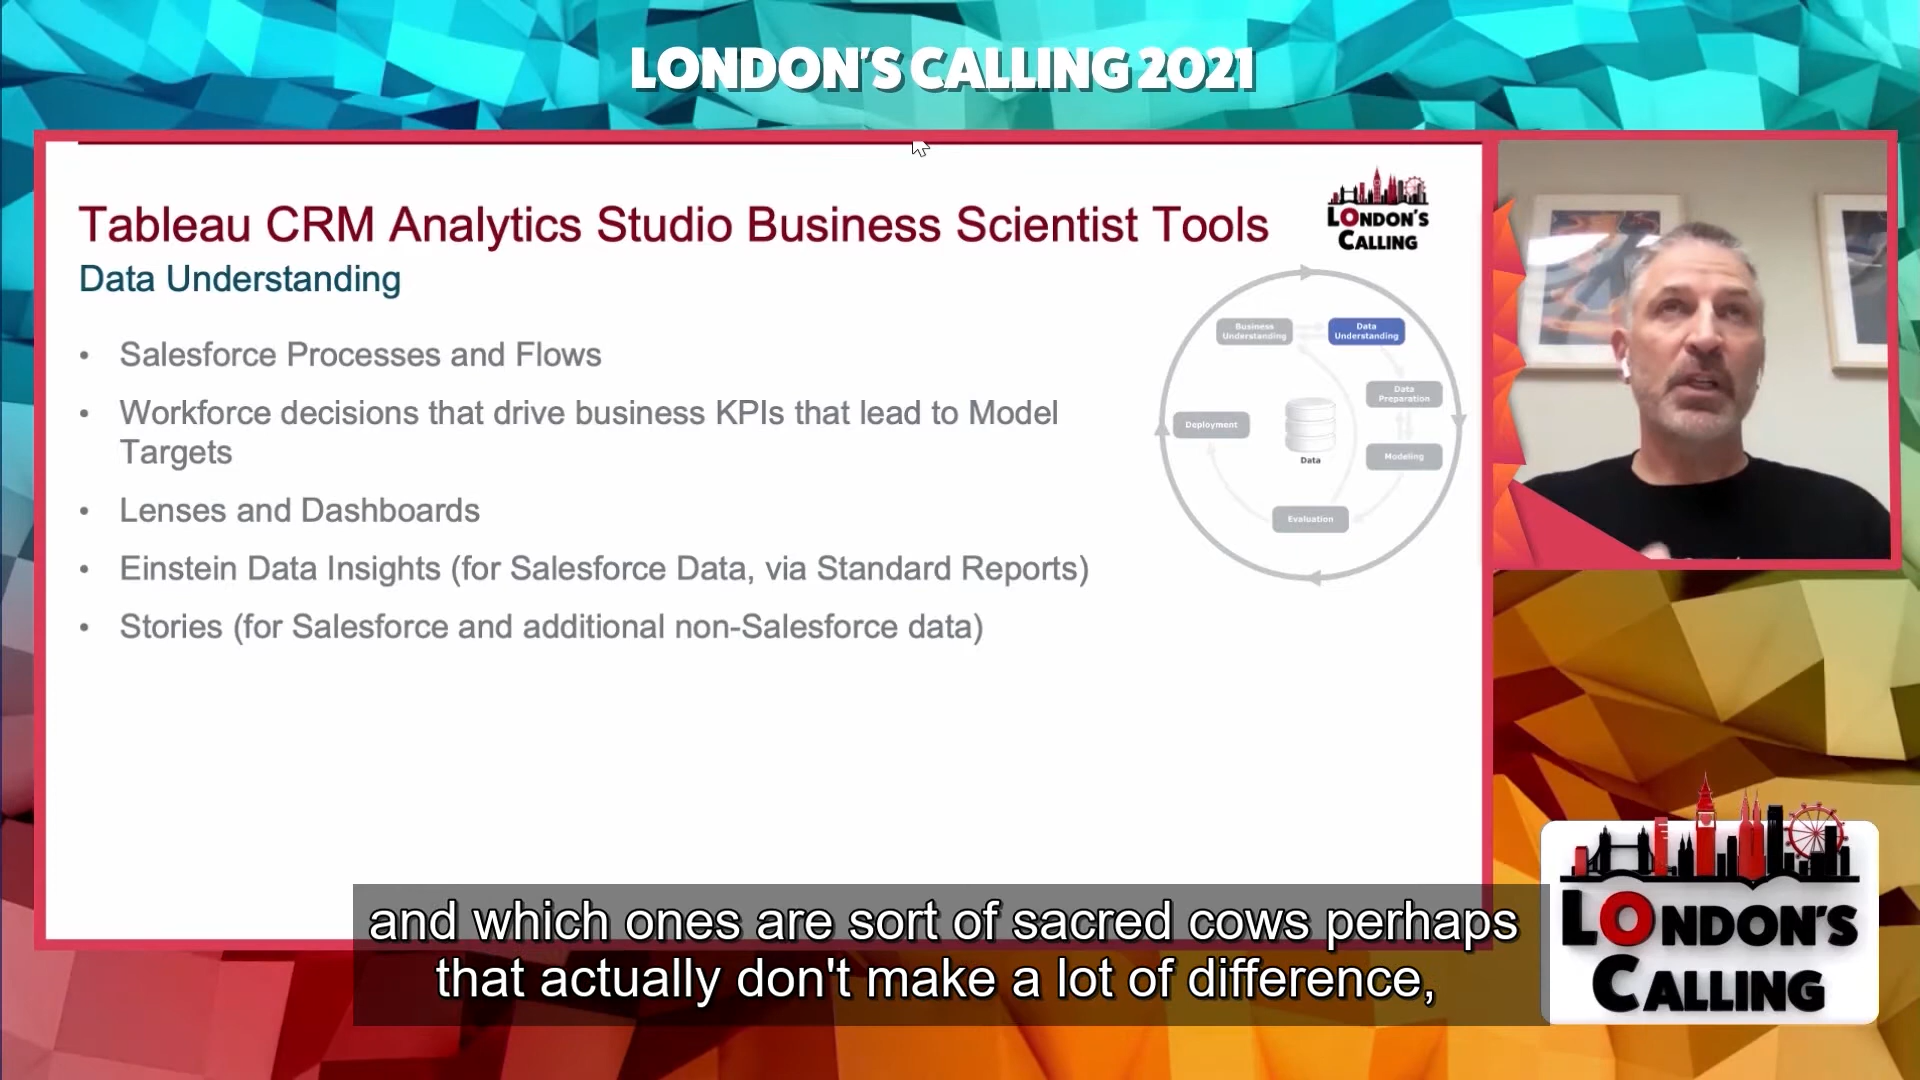 LONDON'S CALLING 2021
Tableau CRM Analytics Studio Business Scientist Tools
LONDON'S
CALLING
Data Understanding
• Salesforce Processes and Flows
• Workforce decisions that drive business KPIs that lead to Model
Targets
• Lenses and Dashboards
• Einstein Data Insights (for Salesforce Data, via Standard Reports)
• Stories (for Salesforce and additional non-Salesforce data)
Business
Understanding
Data
Understanding
Data
Preparation
Deployment
Data
Modeling
Evaluation
and which ones are sort of sacred cows perhaps
that actually don't make a lot of difference,
LONDON'S
CALLING